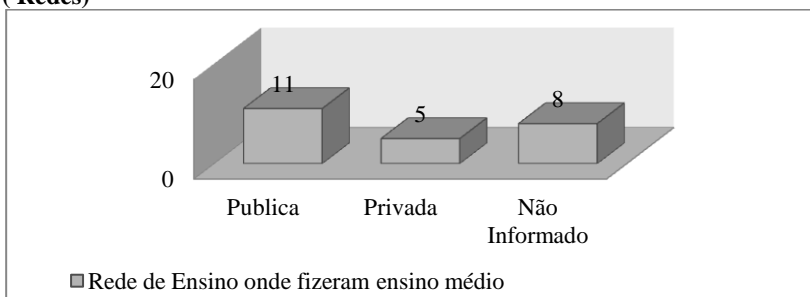 ( Redes)
20
11
5
8
0
Publica
Privada
Não
Informado
Rede de Ensino onde fizeram ensino médio